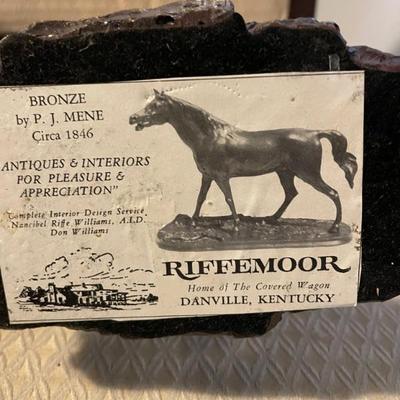 BRONZE
by P. J. MENE
Circa 1846
ANTIQUES & INTERIORS
FOR PLEASURE &
APPRECIATION"
Complete Interior Design Service
Nancibel Riffe Williams, A.I.D.
Don Williams
RIFFEMOOR
Home of The Covered Wagon
DANVILLE, KENTUCKY